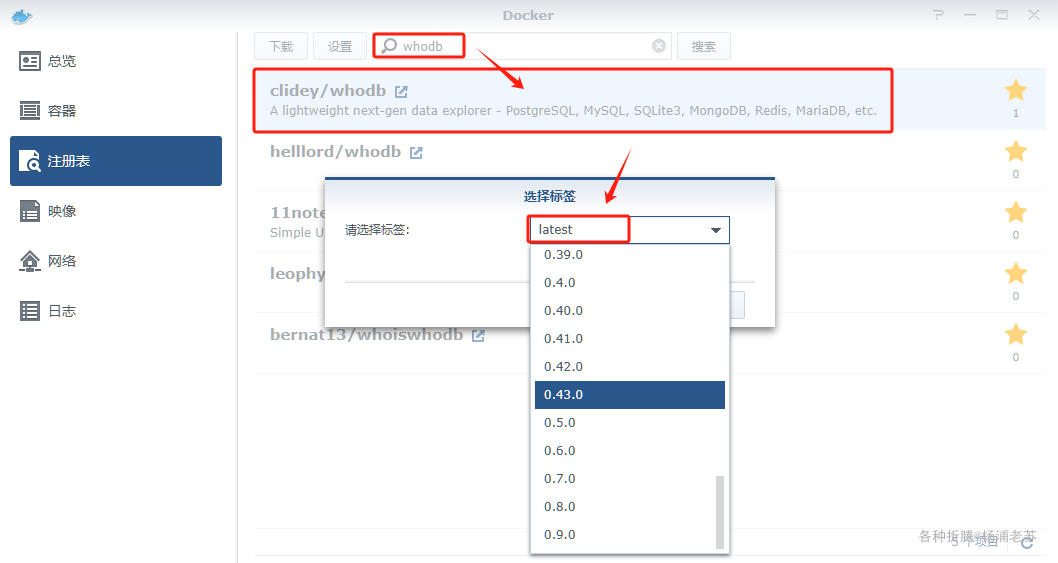 Docker
总览
容器
注册表
映像
网络
日志
下载
设置
whodb
搜索
clidey/whodb
A lightweight next-gen data explorer - PostgreSQL, MySQL, SQLite3, MongoDB, Redis, MariaDB, etc.
1
helllord/whodb
0
11note
Simple U
0
leophy
0
bernat13/whoiswhodb
0
选择标签
请选择标签:
latest
0.39.0
0.4.0
0.40.0
0.41.0
0.42.0
0.43.0
0.5.0
0.6.0
0.7.0
0.8.0
0.9.0
5 个项目
各种折腾@杨浦老苏